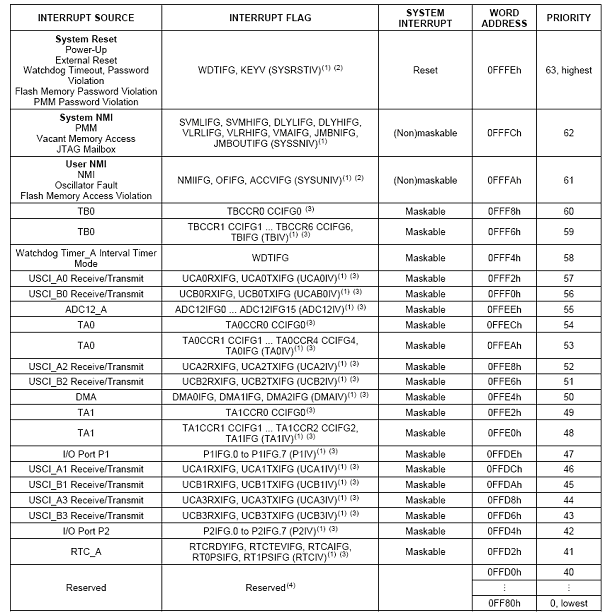 INTERRUPT SOURCE INTERRUPT FLAG SYSTEM INTERRUPT WORD ADDRESS PRIORITY
System Reset
Power-Up
External Reset
Watchdog Timeout, Password
Violation
Flash Memory Password Violation
PMM Password Violation
WDTIFG, KEYV (SYSRSTIV)(1) (2) Reset 0FFFEh 63, highest
System NMI
PMM
Vacant Memory Access
JTAG Mailbox
SVMLIFG, SVMHIFG, DLYLIFG, DLYHIFG,
VLRLIFG, VLRHIFG, VMAIFG, JMBNIFG,
JMBOUTIFG (SYSSNIV)(1)
(Non)maskable 0FFFCh 62
User NMI
NMI
Oscillator Fault
Flash Memory Access Violation
NMIIFG, OFIFG, ACCVIFG (SYSUNIV)(1) (2) (Non)maskable 0FFFAh 61
TB0 TBCCR0 CCIFG0 (3) Maskable 0FFF8h 60
TB0 TBCCR1 CCIFG1 ... TBCCR6 CCIFG6,
TBIFG (TBIV)(1) (3) Maskable 0FFF6h 59
Watchdog Timer_A Interval Timer
Mode WDTIFG Maskable 0FFF4h 58
USCI_A0 Receive/Transmit UCA0RXIFG, UCA0TXIFG (UCA0IV)(1) (3) Maskable 0FFF2h 57
USCI_B0 Receive/Transmit UCB0RXIFG, UCB0TXIFG (UCAB0IV)(1) (3) Maskable 0FFF0h 56
ADC12_A ADC12IFG0 ... ADC12IFG15 (ADC12IV)(1) (3) Maskable 0FFEEh 55
TA0 TA0CCR0 CCIFG0(3) Maskable 0FFECh 54
TA0 TA0CCR1 CCIFG1 ... TA0CCR4 CCIFG4,
TA0IFG (TA0IV)(1) (3) Maskable 0FFEAh 53
USCI_A2 Receive/Transmit UCA2RXIFG, UCA2TXIFG (UCA2IV)(1) (3) Maskable 0FFE8h 52
USCI_B2 Receive/Transmit UCB2RXIFG, UCB2TXIFG (UCB2IV)(1) (3) Maskable 0FFE6h 51
DMA DMA0IFG, DMA1IFG, DMA2IFG (DMAIV)(1) (3) Maskable 0FFE4h 50
TA1 TA1CCR0 CCIFG0(3) Maskable 0FFE2h 49
TA1 TA1CCR1 CCIFG1 ... TA1CCR2 CCIFG2,
TA1IFG (TA1IV)(1) (3) Maskable 0FFE0h 48
I/O Port P1 P1IFG.0 to P1IFG.7 (P1IV)(1) (3) Maskable 0FFDEh 47
USCI_A1 Receive/Transmit UCA1RXIFG, UCA1TXIFG (UCA1IV)(1) (3) Maskable 0FFDCh 46
USCI_B1 Receive/Transmit UCB1RXIFG, UCB1TXIFG (UCB1IV)(1) (3) Maskable 0FFDAh 45
USCI_A3 Receive/Transmit UCA3RXIFG, UCA3TXIFG (UCA3IV)(1) (3) Maskable 0FFD8h 44
USCI_B3 Receive/Transmit UCB3RXIFG, UCB3TXIFG (UCB3IV)(1) (3) Maskable 0FFD6h 43
I/O Port P2 P2IFG.0 to P2IFG.7 (P2IV)(1) (3) Maskable 0FFD4h 42
RTC_A RTCRDYIFG, RTCTEVIFG, RTCAIFG,
RT0PSIFG, RT1PSIFG (RTCIV)(1) (3) Maskable 0FFD2h 41
Reserved Reserved(4) 0FFD0h 40
⋮ ⋮
0FF80h 0, lowest